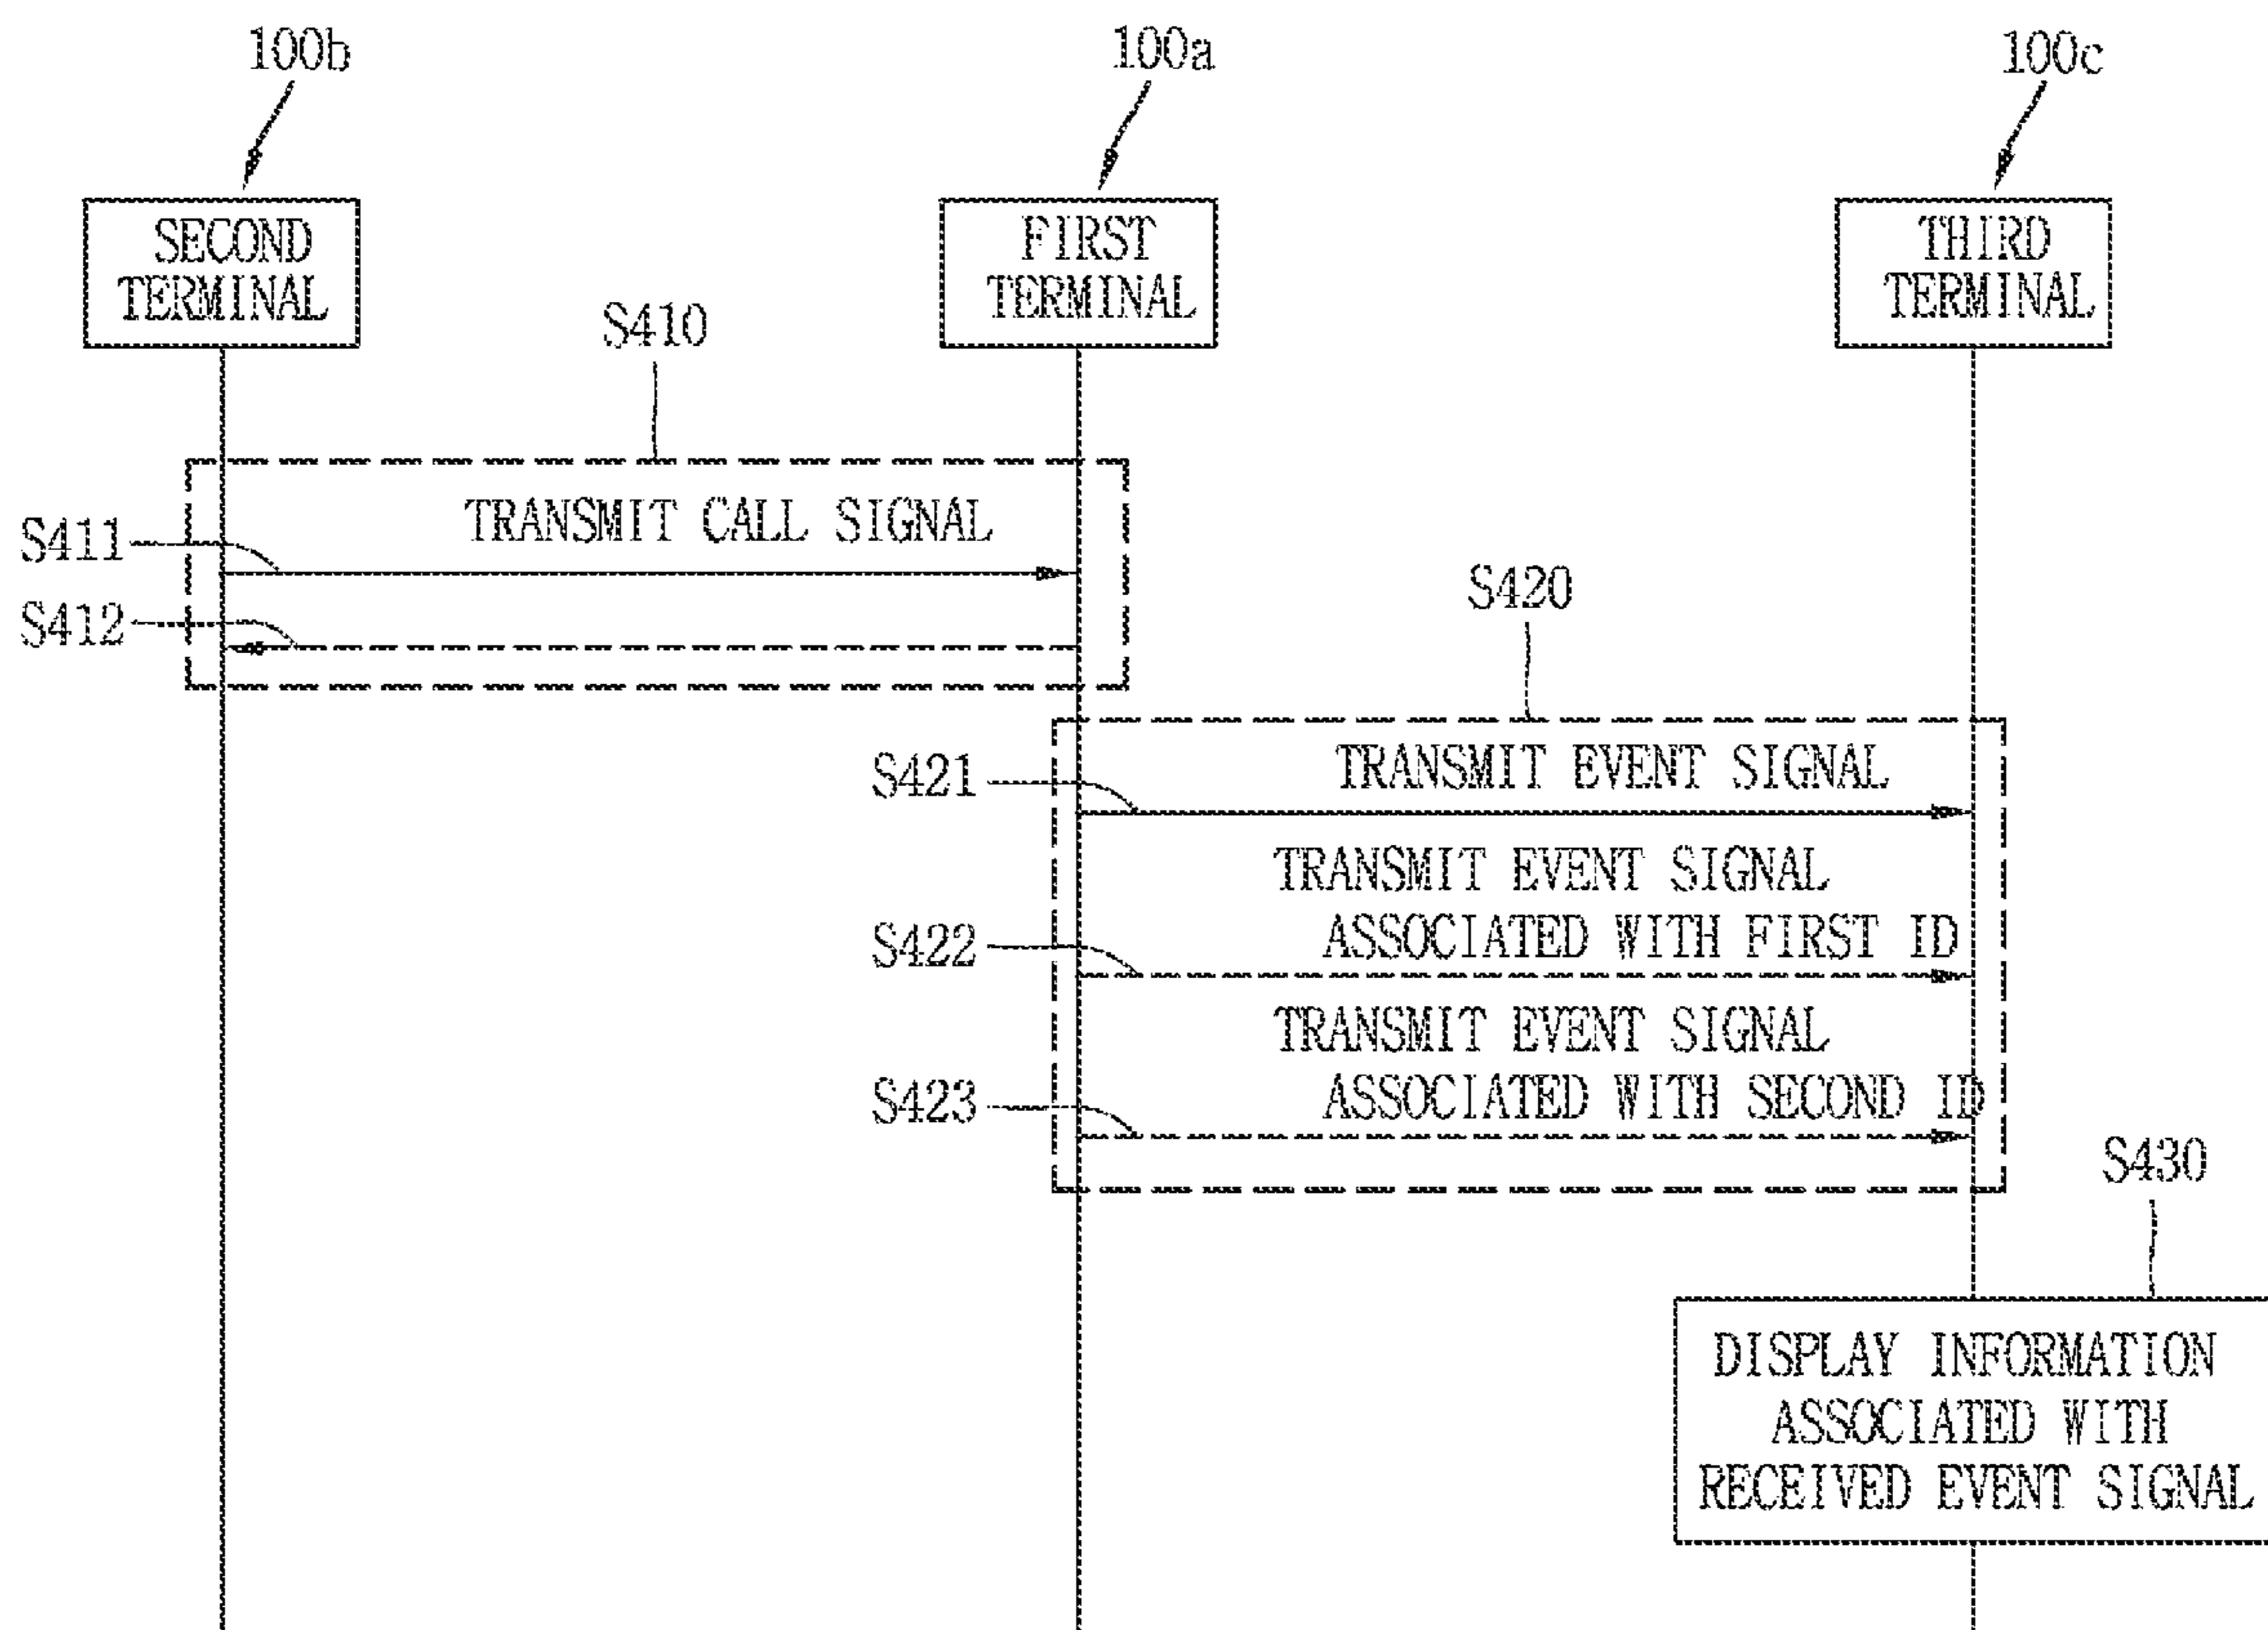 100b
100a
100c
SECOND
TERMINAL
FIRST
TERMINAL
THIRD
TERMINAL
S410
TRANSMIT CALL SIGNAL
S411
S412
S420
TRANSMIT EVENT SIGNAL
S421
TRANSMIT EVENT SIGNAL
ASSOCIATED WITH FIRST ID
S422
TRANSMIT EVENT SIGNAL
ASSOCIATED WITH SECOND ID
S423
S430
DISPLAY INFORMATION
ASSOCIATED WITH
RECEIVED EVENT SIGNAL